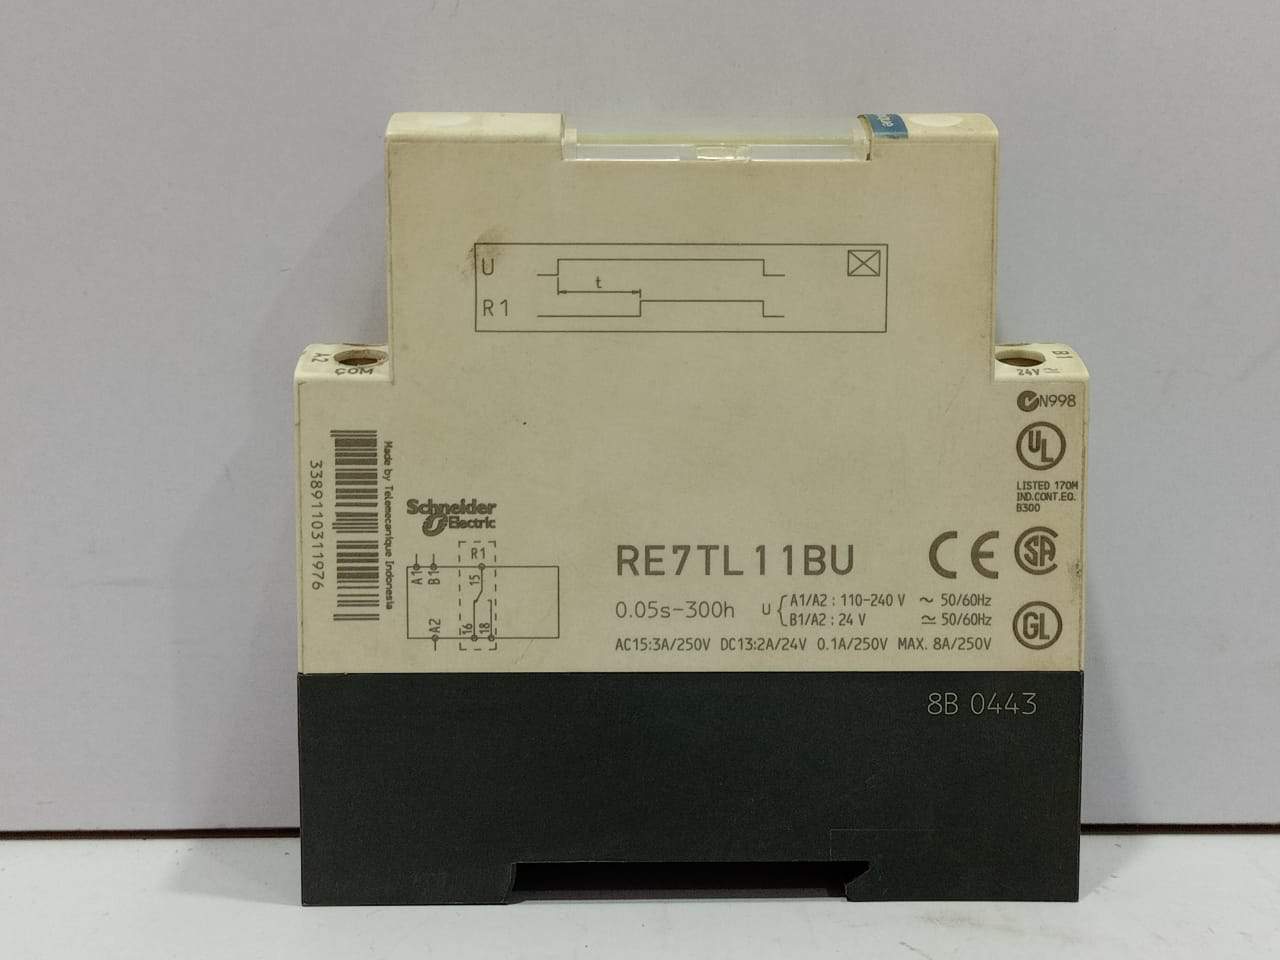 que
U
t
R1
A2
COM
B1
24V
N998
UL
LISTED 170M
IND.CONT.EQ.
B300
3389110311976
Made by Telemecanique Indonesia
Schneider
Electric
R1
A1
B1
15
A2
16
18
RE7TL11BU
CE
SA
0.05s-300h
U { A1/A2 : 110-240 V ~ 50/60Hz
B1/A2 : 24 V ≃ 50/60Hz
GL
AC15:3A/250V DC13:2A/24V 0.1A/250V MAX. 8A/250V
8B 0443